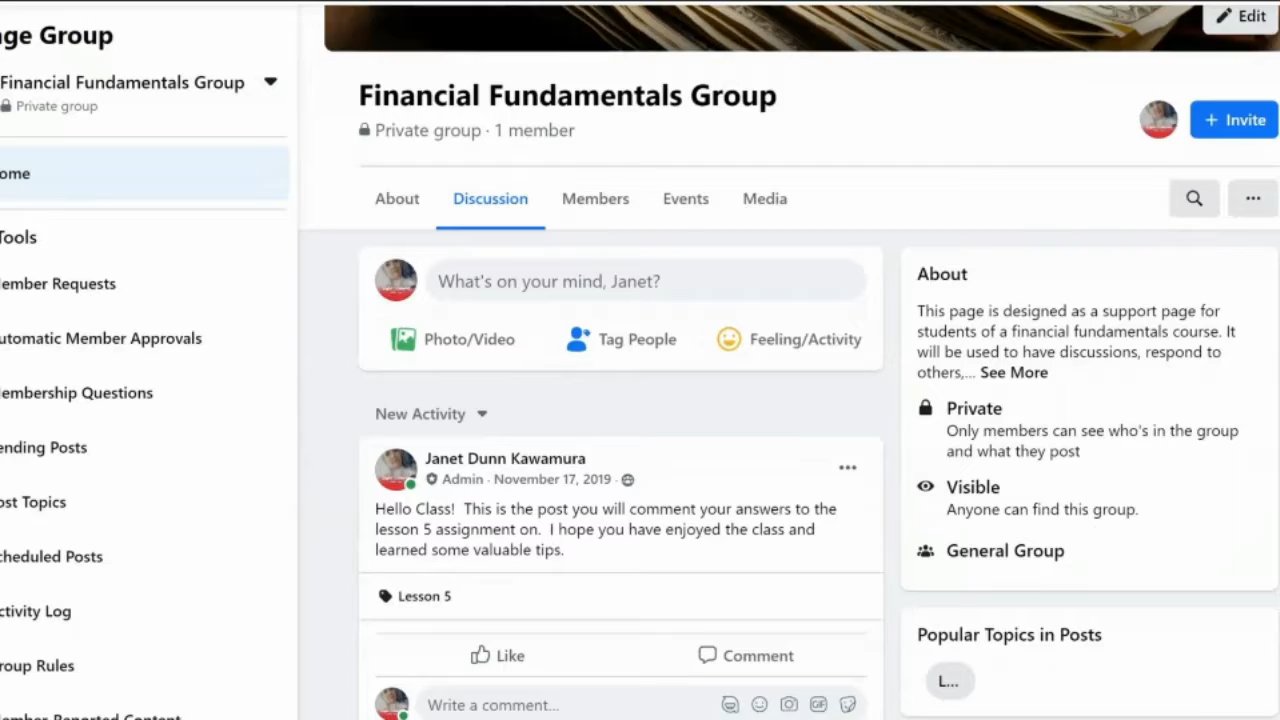 ge Group
Financial Fundamentals Group
Private group
ome
Tools
ember Requests
utomatic Member Approvals
embership Questions
ending Posts
ost Topics
cheduled Posts
ctivity Log
roup Rules
ember Reported Content
Edit
Financial Fundamentals Group
Private group · 1 member
+ Invite
About
Discussion
Members
Events
Media
What's on your mind, Janet?
Photo/Video
Tag People
Feeling/Activity
New Activity
Janet Dunn Kawamura
Admin · November 17, 2019 ·
Hello Class! This is the post you will comment your answers to the
lesson 5 assignment on. I hope you have enjoyed the class and
learned some valuable tips.
Lesson 5
Like
Comment
Write a comment...
GIF
About
This page is designed as a support page for
students of a financial fundamentals course. It
will be used to have discussions, respond to
others,... See More
Private
Only members can see who's in the group
and what they post
Visible
Anyone can find this group.
General Group
Popular Topics in Posts
L...